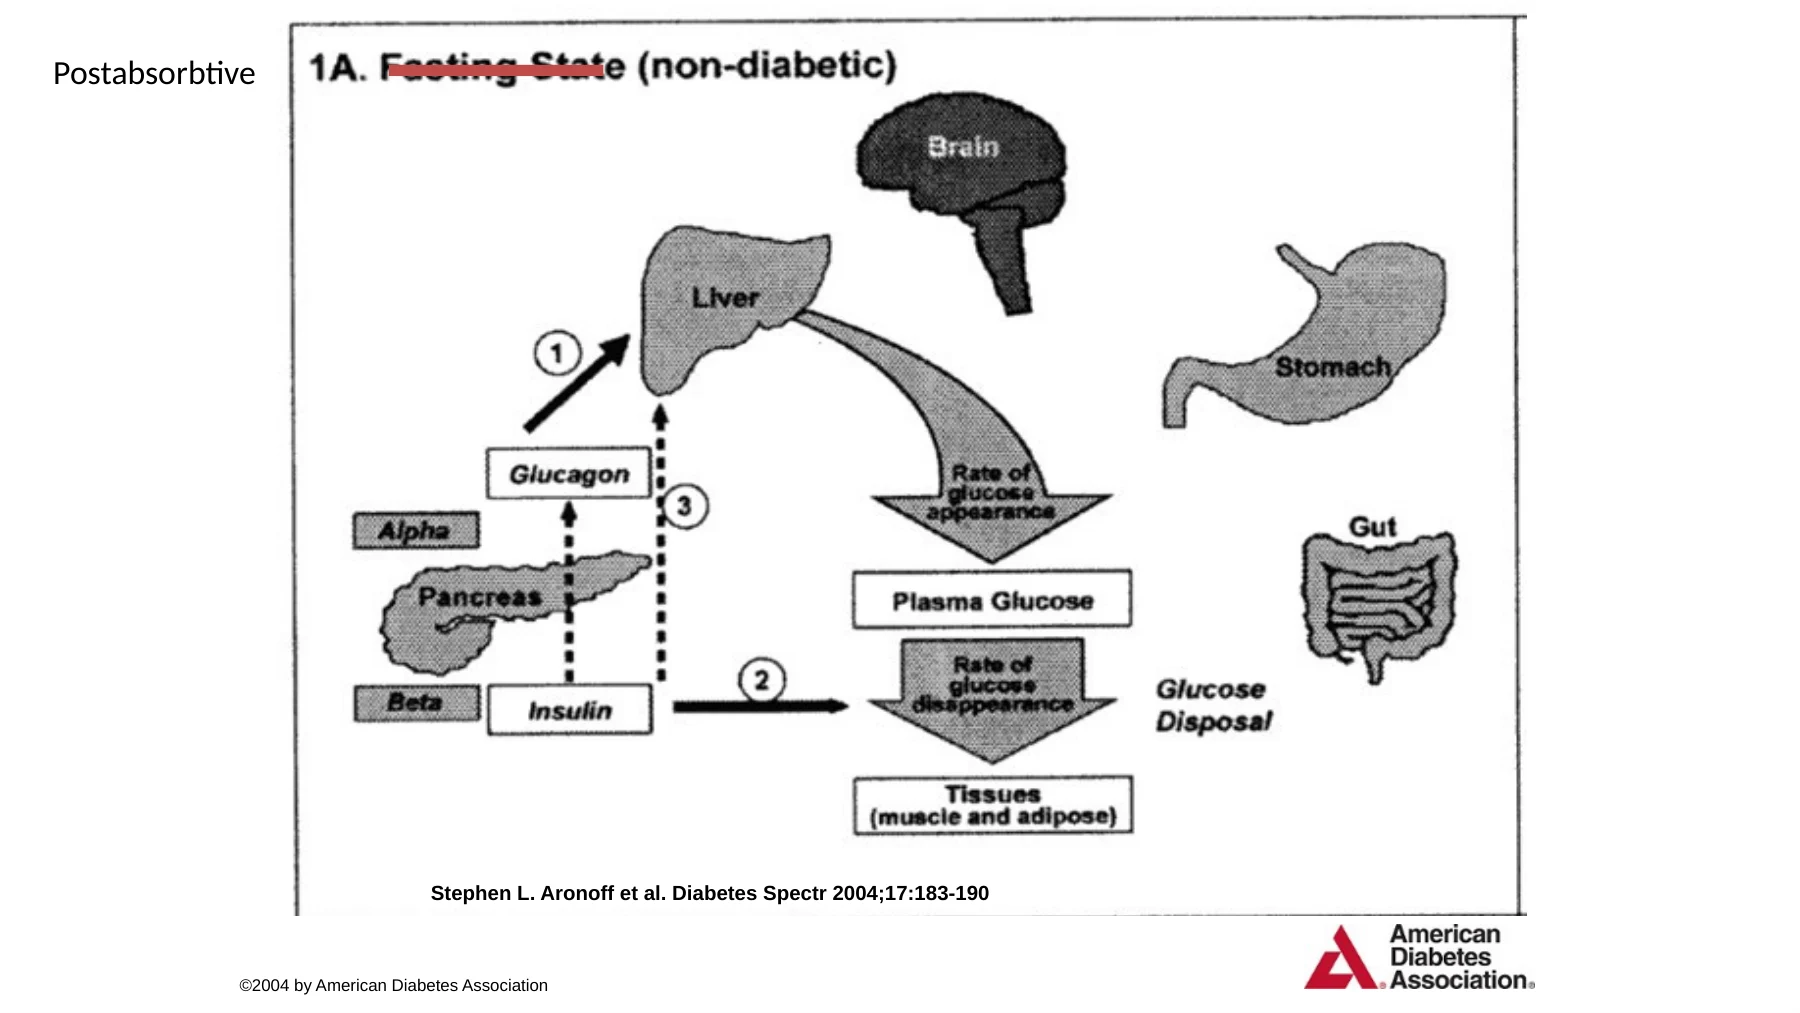 Postabsorbtive
1A. Fasting State (non-diabetic)
Brain
Liver
1
Stomach
Glucagon
3
Rate of
glucose
appearance
Alpha
Gut
Pancreas
Plasma Glucose
2
Rate of
glucose
disappearance
Glucose
Disposal
Beta
Insulin
Tissues
(muscle and adipose)
Stephen L. Aronoff et al. Diabetes Spectr 2004;17:183-190
American
Diabetes
Association®
©2004 by American Diabetes Association